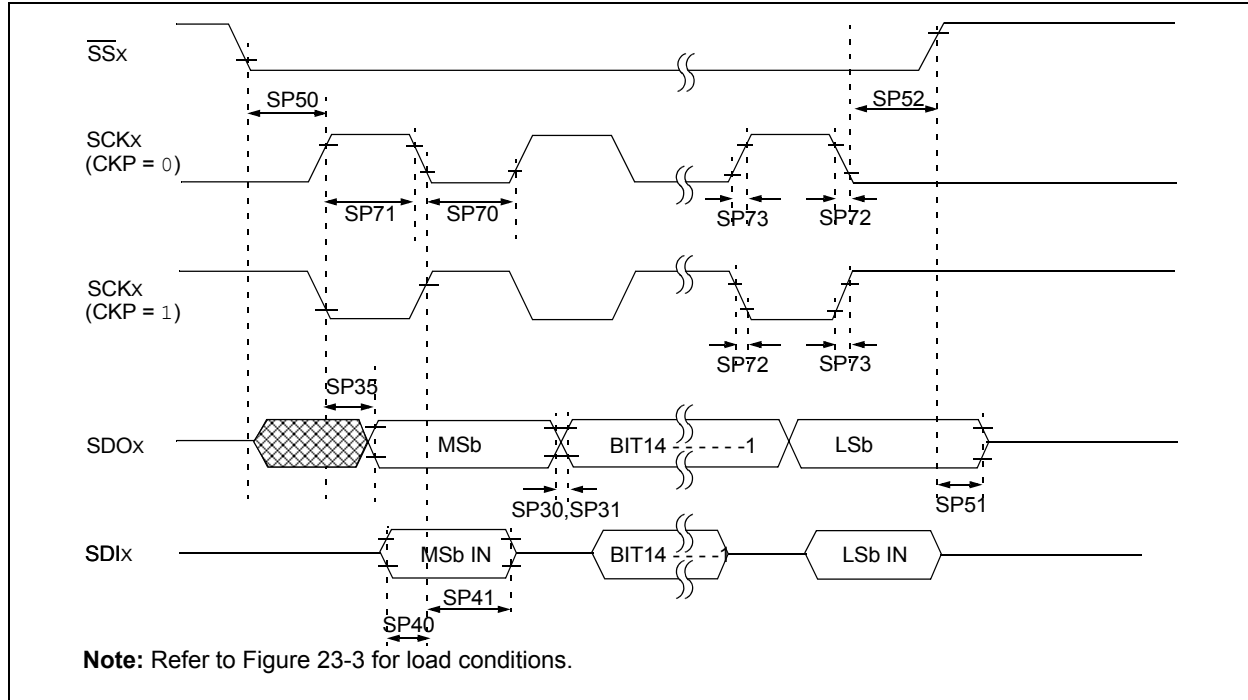 SSx
SP50
SP52
SCKx
(CKP = 0)
SP71
SP70
SP73
SP72
SCKx
(CKP = 1)
SP72
SP73
SP35
SDOx
MSb
BIT14 - - - - - -1
LSb
SP30,SP31
SP51
SDIx
MSb IN
BIT14 - - - - -1
LSb IN
SP41
SP40
Note: Refer to Figure 23-3 for load conditions.